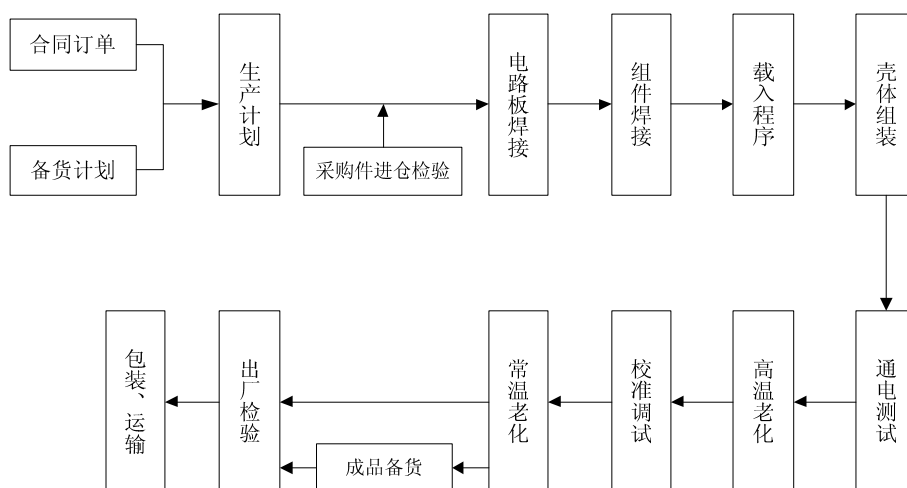 合同订单
备货计划
生产计划
采购件进仓检验
电路板焊接
组件焊接
载入程序
壳体组装
通电测试
高温老化
校准调试
常温老化
成品备货
出厂检验
包装、运输